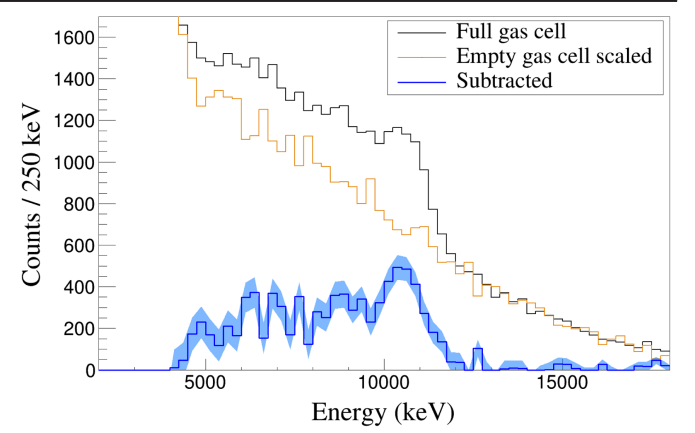 Full gas cell
Empty gas cell scaled
Subtracted
Counts / 250 keV
1600
1400
1200
1000
800
600
400
200
0
5000 10000 15000
Energy (keV)